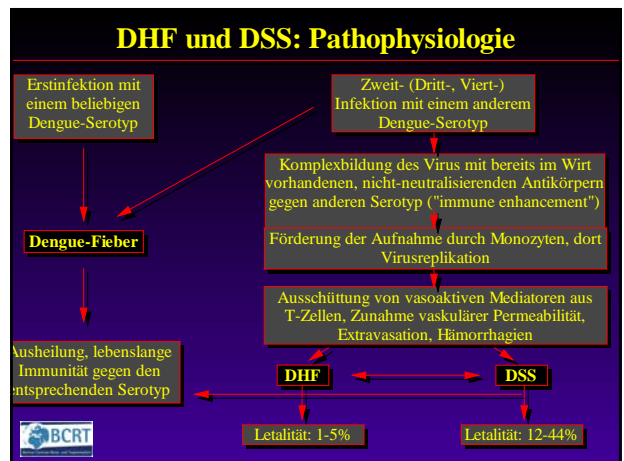 DHF und DSS: Pathophysiologie
Erstinfektion mit
einem beliebigen
Dengue-Serotyp
Zweit- (Dritt-, Viert-)
Infektion mit einem anderem
Dengue-Serotyp
Komplexbildung des Virus mit bereits im Wirt
vorhandenen, nicht-neutralisierenden Antikörpern
gegen anderen Serotyp ("immune enhancement")
Dengue-Fieber
Förderung der Aufnahme durch Monozyten, dort
Virusreplikation
Ausschüttung von vasoaktiven Mediatoren aus
T-Zellen, Zunahme vaskulärer Permeabilität,
Extravasation, Hämorrhagien
Ausheilung, lebenslange
Immunität gegen den
entsprechenden Serotyp
DHF
DSS
Letalität: 1-5%
Letalität: 12-44%
BCRT